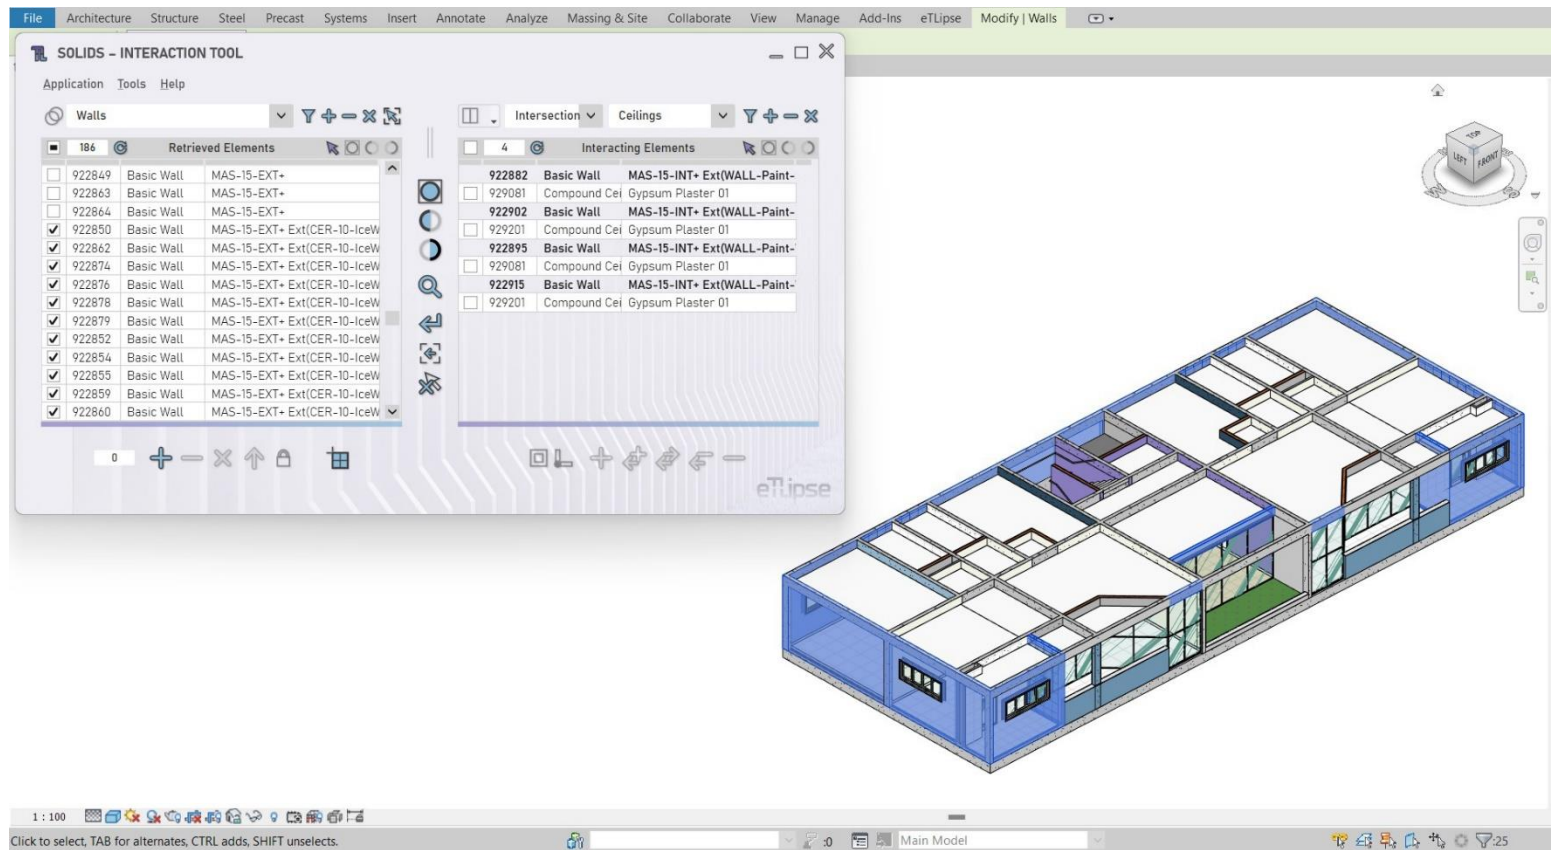 File Architecture Structure Steel Precast Systems Insert Annotate Analyze Massing & Site Collaborate View Manage Add-Ins eTLipse Modify | Walls
SOLIDS – INTERACTION TOOL
Application Tools Help
Walls
Intersection Ceilings
186 Retrieved Elements
4 Interacting Elements
922849 Basic Wall MAS-15-EXT+
922863 Basic Wall MAS-15-EXT+
922864 Basic Wall MAS-15-EXT+
922850 Basic Wall MAS-15-EXT+ Ext(CER-10-IceW
922862 Basic Wall MAS-15-EXT+ Ext(CER-10-IceW
922874 Basic Wall MAS-15-EXT+ Ext(CER-10-IceW
922876 Basic Wall MAS-15-EXT+ Ext(CER-10-IceW
922878 Basic Wall MAS-15-EXT+ Ext(CER-10-IceW
922879 Basic Wall MAS-15-EXT+ Ext(CER-10-IceW
922852 Basic Wall MAS-15-EXT+ Ext(CER-10-IceW
922854 Basic Wall MAS-15-EXT+ Ext(CER-10-IceW
922855 Basic Wall MAS-15-EXT+ Ext(CER-10-IceW
922859 Basic Wall MAS-15-EXT+ Ext(CER-10-IceW
922860 Basic Wall MAS-15-EXT+ Ext(CER-10-IceW
922882 Basic Wall MAS-15-INT+ Ext(WALL-Paint-
929081 Compound Cei Gypsum Plaster 01
922902 Basic Wall MAS-15-INT+ Ext(WALL-Paint-
929201 Compound Cei Gypsum Plaster 01
922895 Basic Wall MAS-15-INT+ Ext(WALL-Paint-
929081 Compound Cei Gypsum Plaster 01
922915 Basic Wall MAS-15-INT+ Ext(WALL-Paint-
929201 Compound Cei Gypsum Plaster 01
0
eTLipse
TOP
LEFT FRONT
1 : 100
Click to select, TAB for alternates, CTRL adds, SHIFT unselects.
:0
Main Model
:25